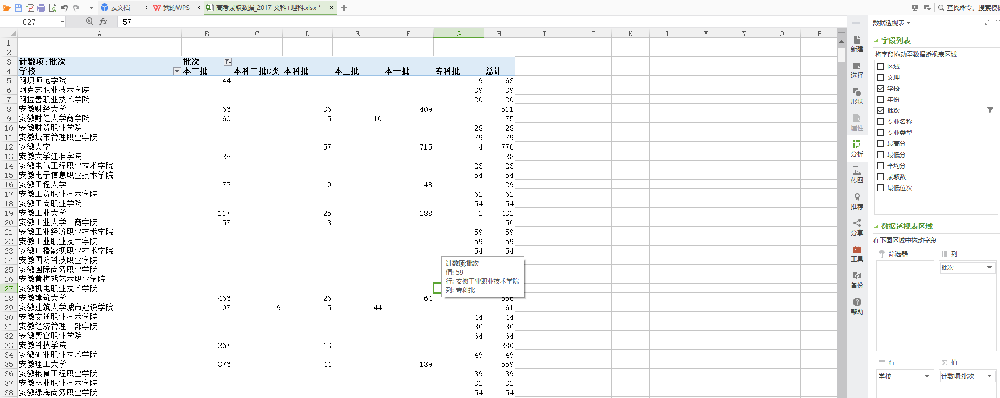 云文档 × 我的WPS × 高考录取数据_2017 文科+理科.xlsx * × + 查找命令、搜索模板
G27 fx 57
数据透视表
A B C D E F G H I J K L M N O P
1
2
3 计数项:批次 批次
4 学校 本二批 本科二批C类 本科批 本三批 本一批 专科批 总计
5 阿坝师范学院 44 19 63
6 阿克苏职业技术学院 39 39
7 阿拉善职业技术学院 20 20
8 安徽财经大学 66 36 409 511
9 安徽财经大学商学院 60 5 10 75
10 安徽财贸职业学院 28 28
11 安徽城市管理职业学院 79 79
12 安徽大学 57 715 4 776
13 安徽大学江淮学院 28 28
14 安徽电气工程职业技术学院 23 23
15 安徽电子信息职业技术学院 54 54
16 安徽工程大学 72 9 48 129
17 安徽工贸职业技术学院 62 62
18 安徽工商职业学院 54 54
19 安徽工业大学 117 25 288 2 432
20 安徽工业大学工商学院 53 3 56
21 安徽工业经济职业技术学院 59 59
22 安徽工业职业技术学院 59 59
23 安徽广播影视职业技术学院 54 54
24 安徽国防科技职业学院
25 安徽国际商务职业学院
26 安徽黄梅戏艺术职业学院
27 安徽机电职业技术学院
28 安徽建筑大学 466 26 64 556
29 安徽建筑大学城市建设学院 103 9 5 44 161
30 安徽交通职业技术学院 44 44
31 安徽经济管理干部学院 36 36
32 安徽警官职业学院 64 64
33 安徽科技学院 267 13 280
34 安徽矿业职业技术学院 49 49
35 安徽理工大学 376 44 139 559
36 安徽粮食工程职业学院 39 39
37 安徽林业职业技术学院 32 32
38 安徽绿海商务职业学院 54 54
计数项:批次
值: 59
行: 安徽工业职业技术学院
列: 专科批
新建
选择
形状
属性
分析
传图
推荐
分享
工具
备份
帮助
字段列表
将字段拖动至数据透视表区域
区域
文理
学校
年份
批次
专业名称
专业类型
最高分
最低分
平均分
录取数
最低位次
数据透视表区域
在下面区域中拖动字段
筛选器 列
批次
行 Σ 值
学校 计数项:批次